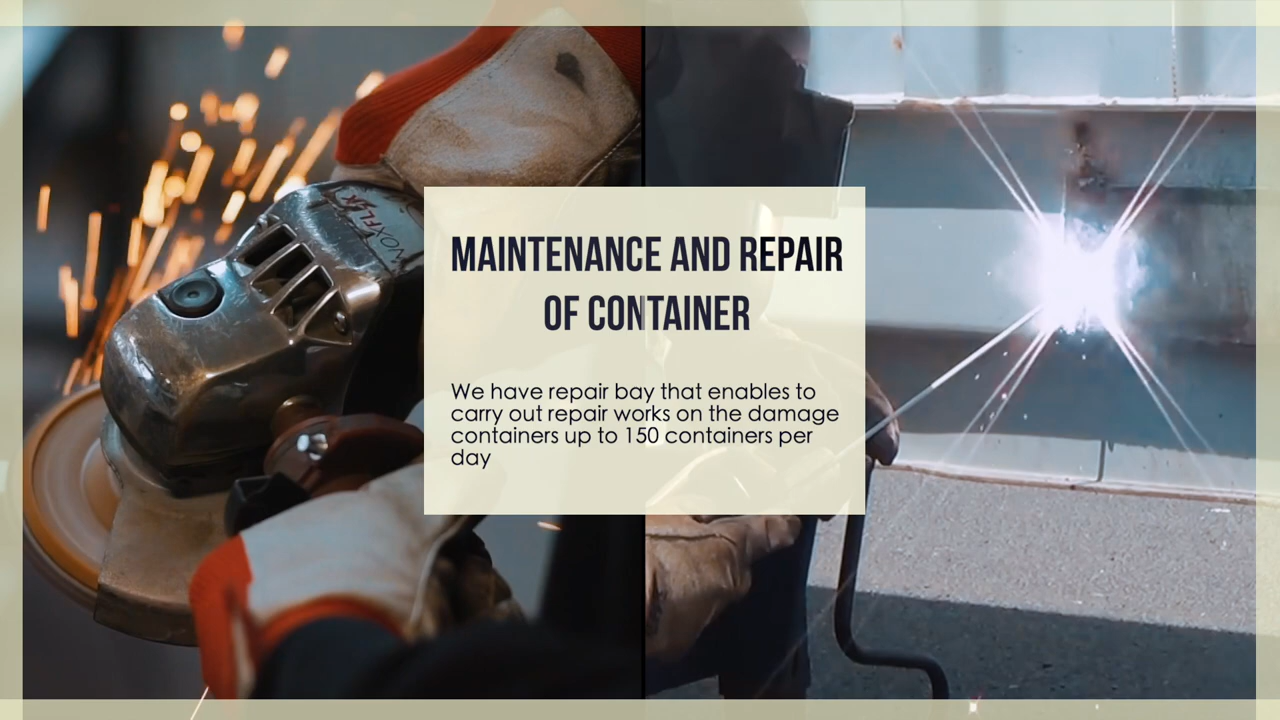 NOXFLEX
MAINTENANCE AND REPAIR
OF CONTAINER
We have repair bay that enables to
carry out repair works on the damage
containers up to 150 containers per
day